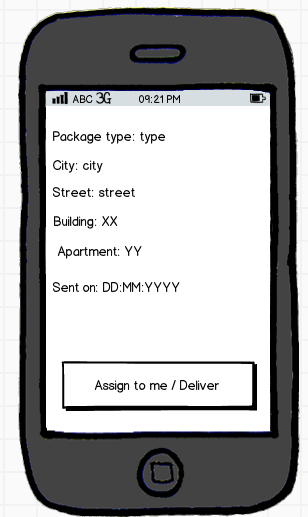 ABC 3G 09:21 PM
Package type: type
City: city
Street: street
Building: XX
Apartment: YY
Sent on: DD:MM:YYYY
Assign to me / Deliver